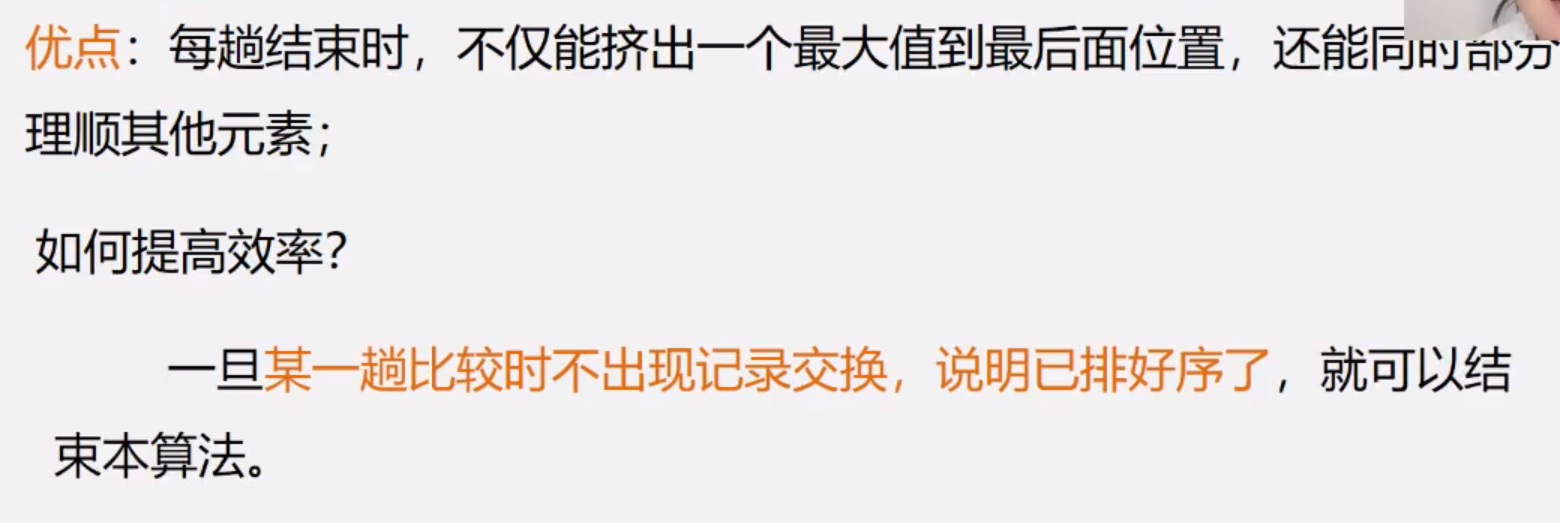 优点：每趟结束时，不仅能挤出一个最大值到最后面位置，还能同时部分
理顺其他元素；
如何提高效率？
一旦某一趟比较时不出现记录交换，说明已排好序了，就可以结
束本算法。